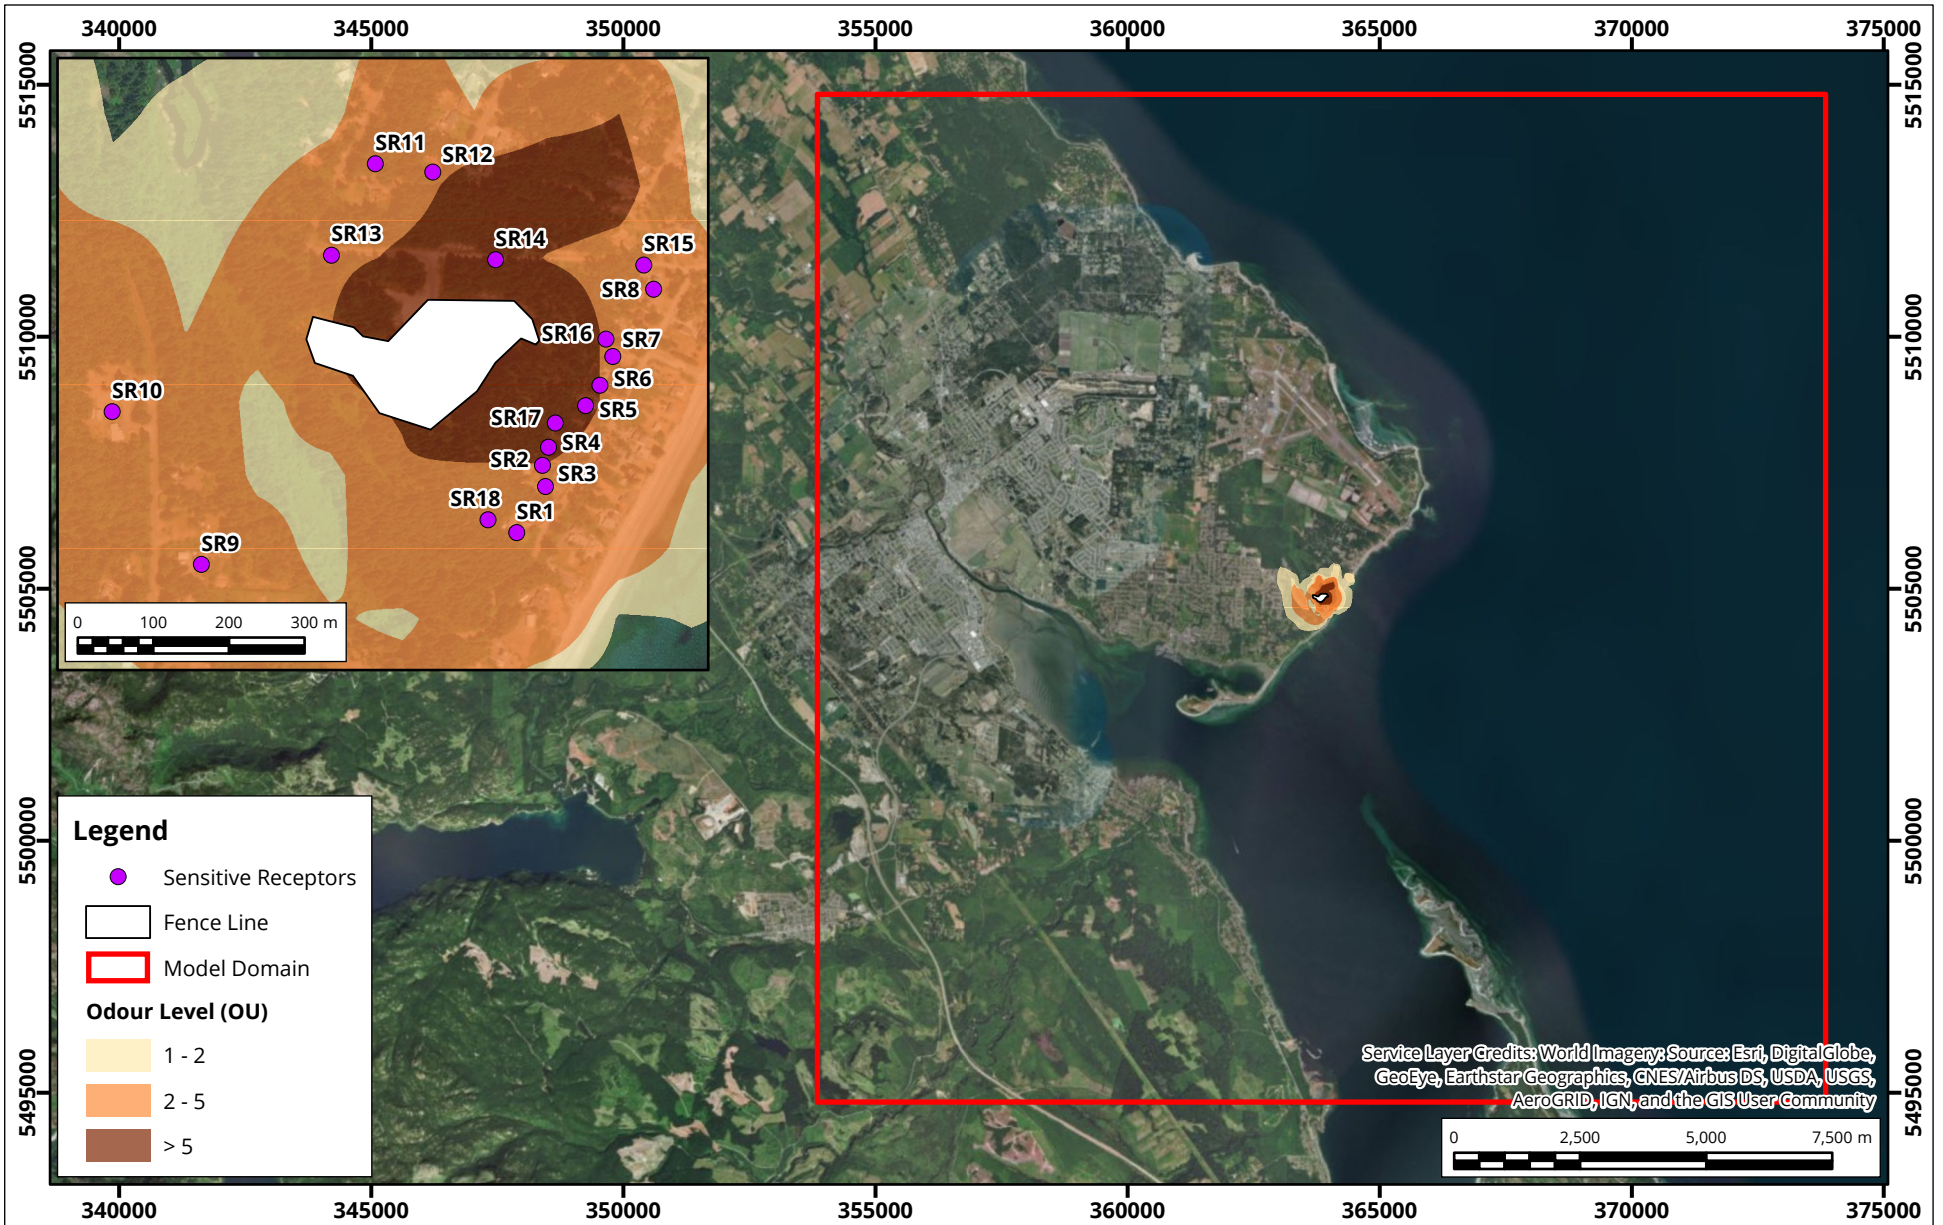 340000 345000 350000 355000 360000 365000 370000 375000
5515000
5510000
5505000
5500000
5495000
SR11
SR12
SR13
SR14
SR15
SR8
SR16
SR7
SR6
SR10
SR5
SR17
SR4
SR2
SR3
SR18
SR1
SR9
0 100 200 300 m
Legend
Sensitive Receptors
Fence Line
Model Domain
Odour Level (OU)
1 - 2
2 - 5
> 5
5515000
5510000
5505000
5500000
5495000
Service Layer Credits: World Imagery: Source: Esri, DigitalGlobe,
GeoEye, Earthstar Geographics, CNES/Airbus DS, USDA, USGS,
AeroGRID, IGN, and the GIS User Community
0 2,500 5,000 7,500 m
340000 345000 350000 355000 360000 365000 370000 375000